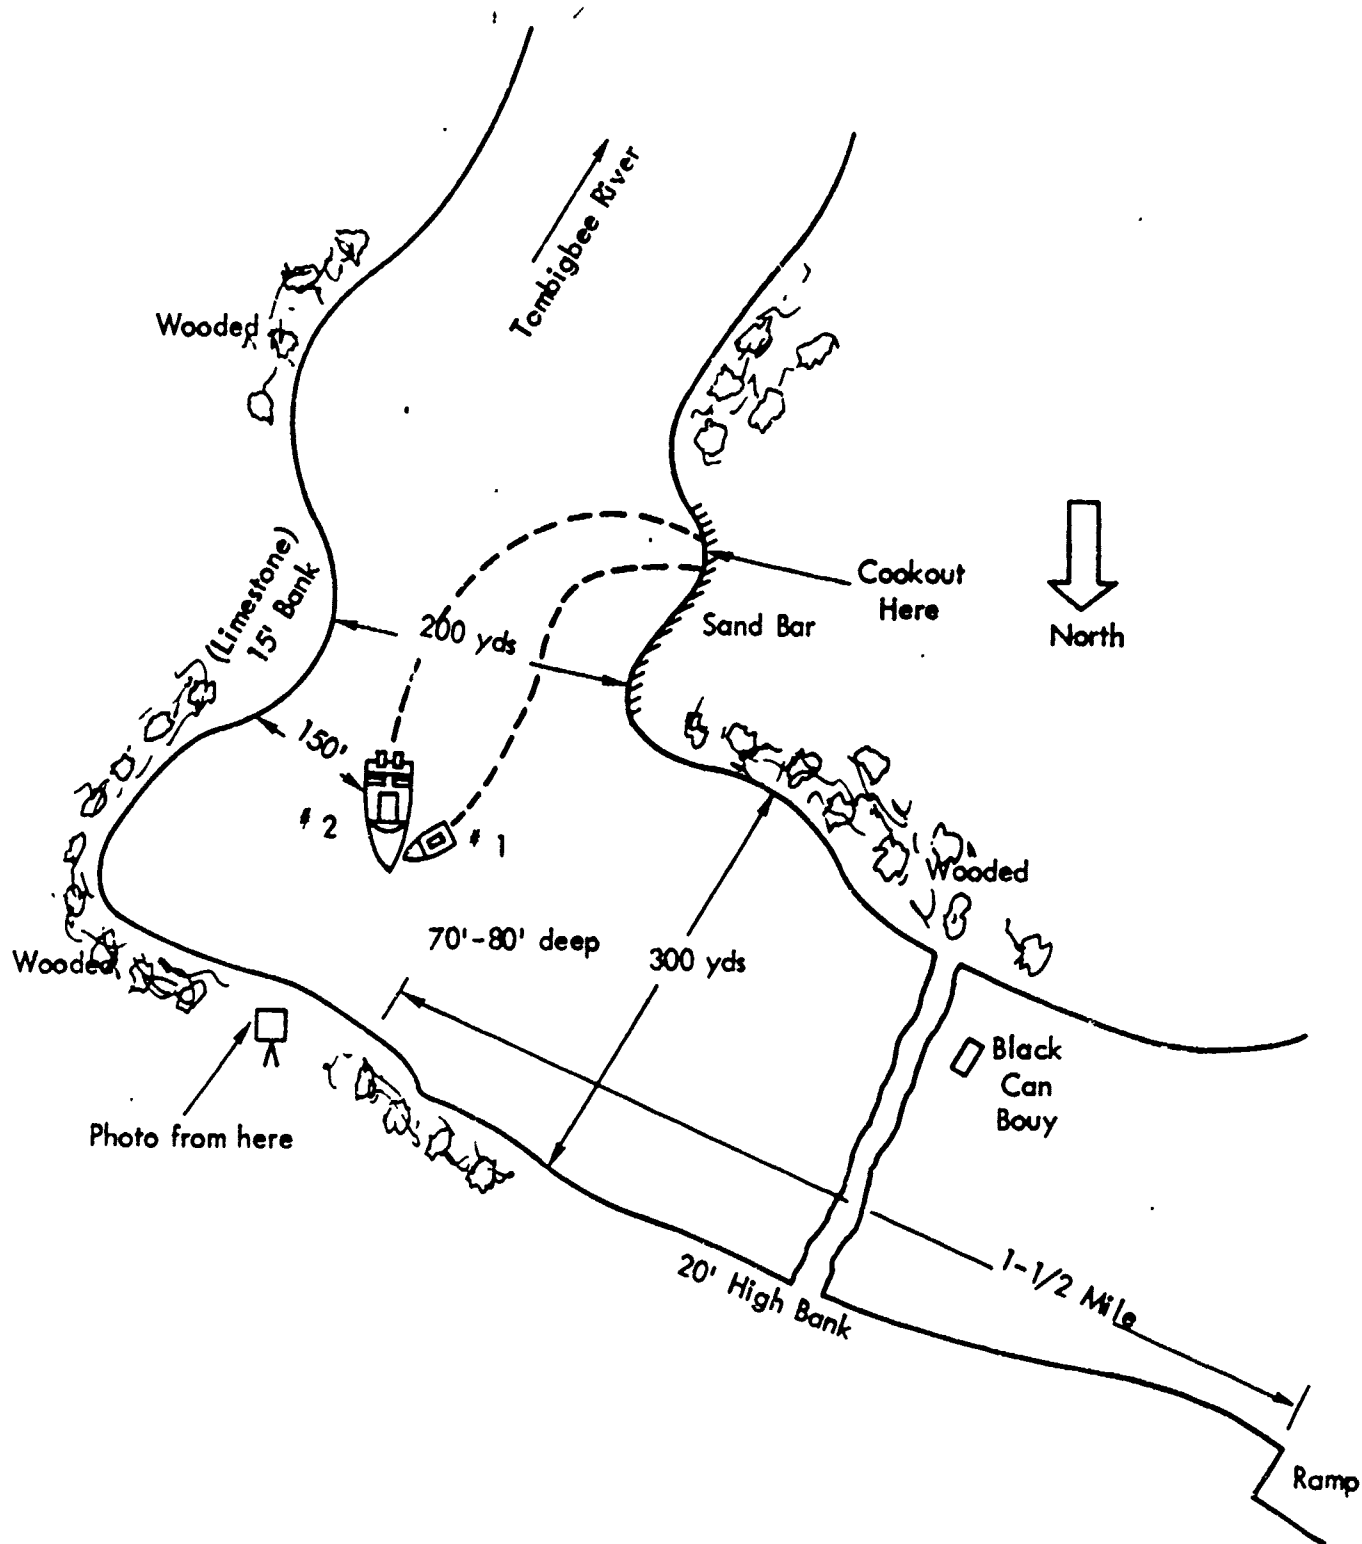 Tombigbee River
Wooded
(Limestone)
15' Bank
200 yds
Cookout
Here
Sand Bar
North
150'
# 2
# 1
Wooded
70'-80' deep
300 yds
Wooded
Black
Can
Bouy
Photo from here
20' High Bank
1-1/2 Mile
Ramp